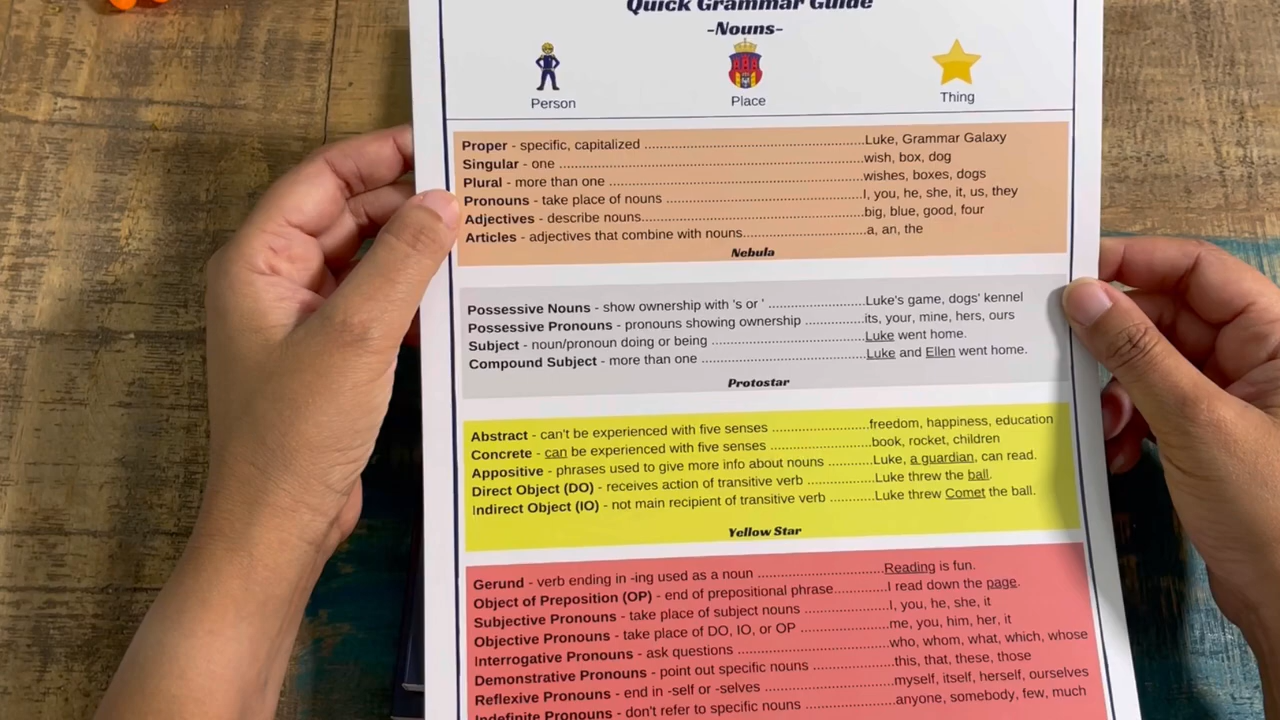 Quick Grammar Guide
-Nouns-
Person Place Thing
Proper - specific, capitalized ..........................................................Luke, Grammar Galaxy
Singular - one ................................................................................wish, box, dog
Plural - more than one ...................................................................wishes, boxes, dogs
Pronouns - take place of nouns ....................................................I, you, he, she, it, us, they
Adjectives - describe nouns...........................................................big, blue, good, four
Articles - adjectives that combine with nouns................................a, an, the
Nebula
Possessive Nouns - show ownership with 's or ' .........................Luke's game, dogs' kennel
Possessive Pronouns - pronouns showing ownership ...............its, your, mine, hers, ours
Subject - noun/pronoun doing or being ........................................Luke went home.
Compound Subject - more than one ...........................................Luke and Ellen went home.
Protostar
Abstract - can't be experienced with five senses .........................freedom, happiness, education
Concrete - can be experienced with five senses ...........................book, rocket, children
Appositive - phrases used to give more info about nouns ...........Luke, a guardian, can read.
Direct Object (DO) - receives action of transitive verb ..................Luke threw the ball.
Indirect Object (IO) - not main recipient of transitive verb ...........Luke threw Comet the ball.
Yellow Star
Gerund - verb ending in -ing used as a noun ................................Reading is fun.
Object of Preposition (OP) - end of prepositional phrase.............I read down the page.
Subjective Pronouns - take place of subject nouns .....................I, you, he, she, it
Objective Pronouns - take place of DO, IO, or OP .......................me, you, him, her, it
Interrogative Pronouns - ask questions .......................................who, whom, what, which, whose
Demonstrative Pronouns - point out specific nouns ....................this, that, these, those
Reflexive Pronouns - end in -self or -selves .................................myself, itself, herself, ourselves
Indefinite Pronouns - don't refer to specific nouns .......................anyone, somebody, few, much